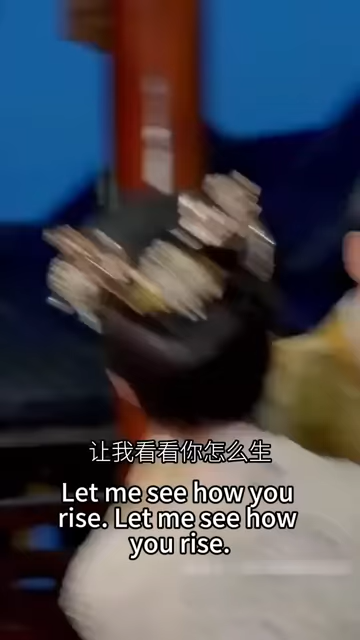 让我看看你怎么生
Let me see how you
rise. Let me see how
you rise.